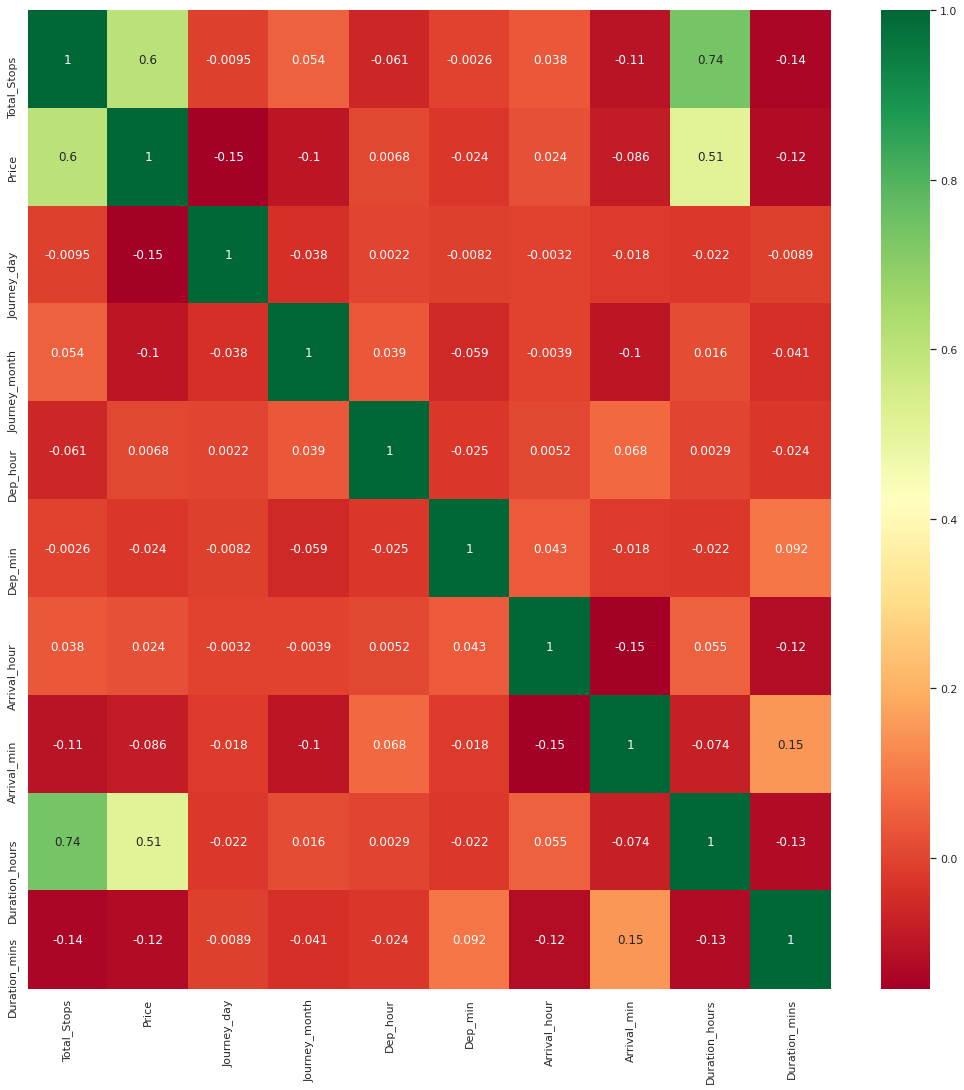 Total_Stops 1 0.6 -0.0095 0.054 -0.061 -0.0026 0.038 -0.11 0.74 -0.14
Price 0.6 1 -0.15 -0.1 0.0068 -0.024 0.024 -0.086 0.51 -0.12
Journey_day -0.0095 -0.15 1 -0.038 0.0022 -0.0082 -0.0032 -0.018 -0.022 -0.0089
Journey_month 0.054 -0.1 -0.038 1 0.039 -0.059 -0.0039 -0.1 0.016 -0.041
Dep_hour -0.061 0.0068 0.0022 0.039 1 -0.025 0.0052 0.068 0.0029 -0.024
Dep_min -0.0026 -0.024 -0.0082 -0.059 -0.025 1 0.043 -0.018 -0.022 0.092
Arrival_hour 0.038 0.024 -0.0032 -0.0039 0.0052 0.043 1 -0.15 0.055 -0.12
Arrival_min -0.11 -0.086 -0.018 -0.1 0.068 -0.018 -0.15 1 -0.074 0.15
Duration_hours 0.74 0.51 -0.022 0.016 0.0029 -0.022 0.055 -0.074 1 -0.13
Duration_mins -0.14 -0.12 -0.0089 -0.041 -0.024 0.092 -0.12 0.15 -0.13 1
Total_Stops Price Journey_day Journey_month Dep_hour Dep_min Arrival_hour Arrival_min Duration_hours Duration_mins
1.0
0.8
0.6
0.4
0.2
0.0